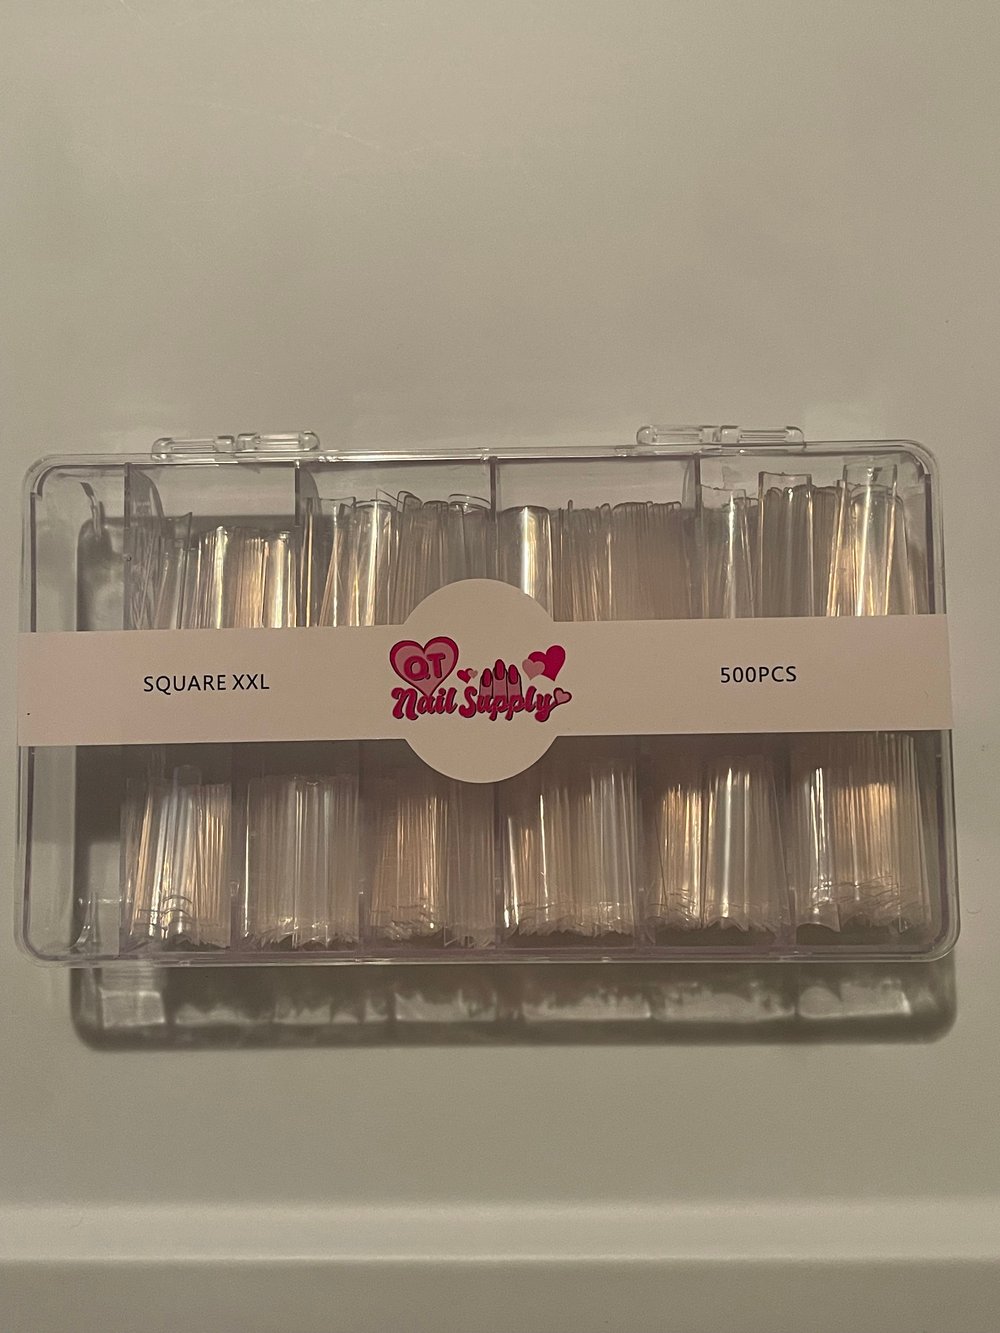 SQUARE XXL
QT
Nail Supply
500PCS